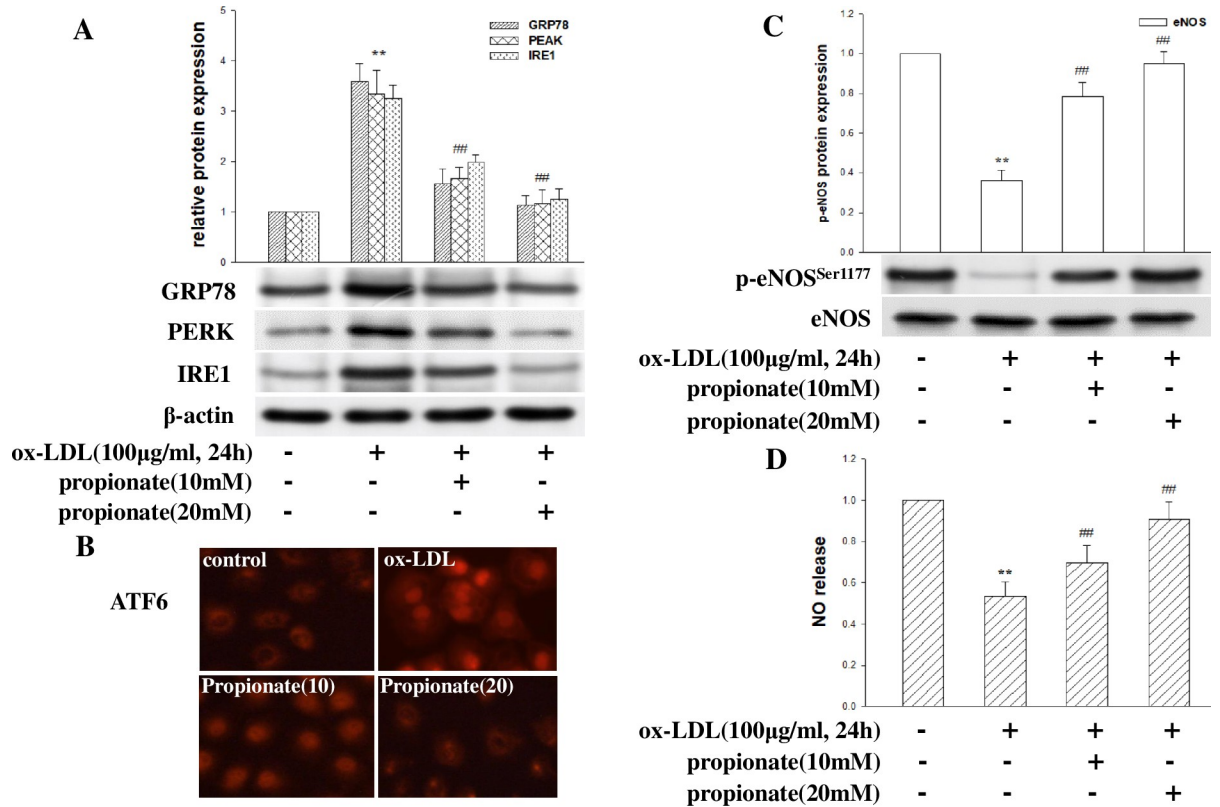 A
relative protein expression
5
4
3
2
1
0
GRP78
PEAK
IRE1
**
##
##
GRP78
PERK
IRE1
β-actin
ox-LDL(100μg/ml, 24h) - + + +
propionate(10mM) - - + -
propionate(20mM) - - - +
B
ATF6
control
ox-LDL
Propionate(10)
Propionate(20)
C
p-eNOS protein expression
1.2
1.0
0.8
0.6
0.4
0.2
0.0
eNOS
**
##
##
p-eNOSSer1177
eNOS
ox-LDL(100μg/ml, 24h) - + + +
propionate(10mM) - - + -
propionate(20mM) - - - +
D
NO release
1.0
0.8
0.6
0.4
0.2
0.0
**
##
##
ox-LDL(100μg/ml, 24h) - + + +
propionate(10mM) - - + -
propionate(20mM) - - - +